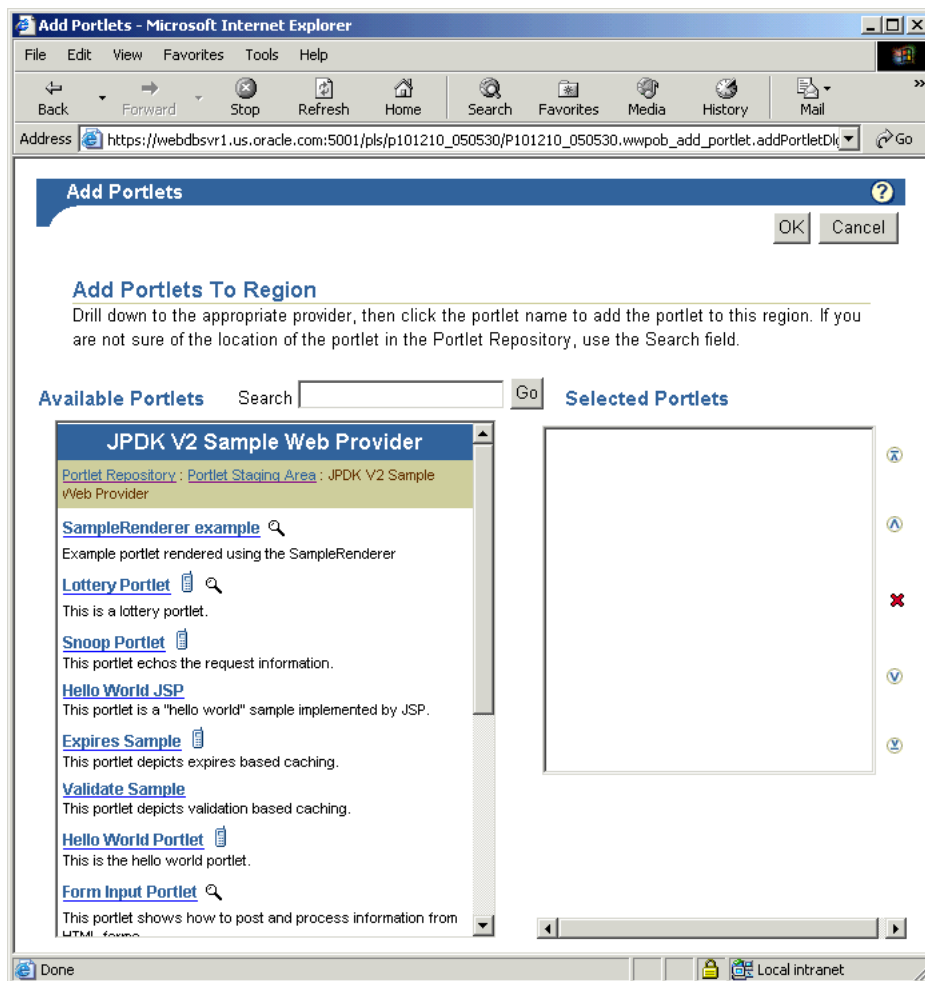 Add Portlets - Microsoft Internet Explorer
File Edit View Favorites Tools Help
Back Forward Stop Refresh Home Search Favorites Media History Mail »
Address https://webdbsvr1.us.oracle.com:5001/pls/p101210_050530/P101210_050530.wwpob_add_portlet.addPortletDlg Go
Add Portlets ?
OK Cancel
Add Portlets To Region
Drill down to the appropriate provider, then click the portlet name to add the portlet to this region. If you
are not sure of the location of the portlet in the Portlet Repository, use the Search field.
Available Portlets Search Go Selected Portlets
JPDK V2 Sample Web Provider
Portlet Repository : Portlet Staging Area : JPDK V2 Sample
Web Provider
SampleRenderer example
Example portlet rendered using the SampleRenderer
Lottery Portlet
This is a lottery portlet.
Snoop Portlet
This portlet echos the request information.
Hello World JSP
This portlet is a "hello world" sample implemented by JSP.
Expires Sample
This portlet depicts expires based caching.
Validate Sample
This portlet depicts validation based caching.
Hello World Portlet
This is the hello world portlet.
Form Input Portlet
This portlet shows how to post and process information from
HTML forms
Done Local intranet